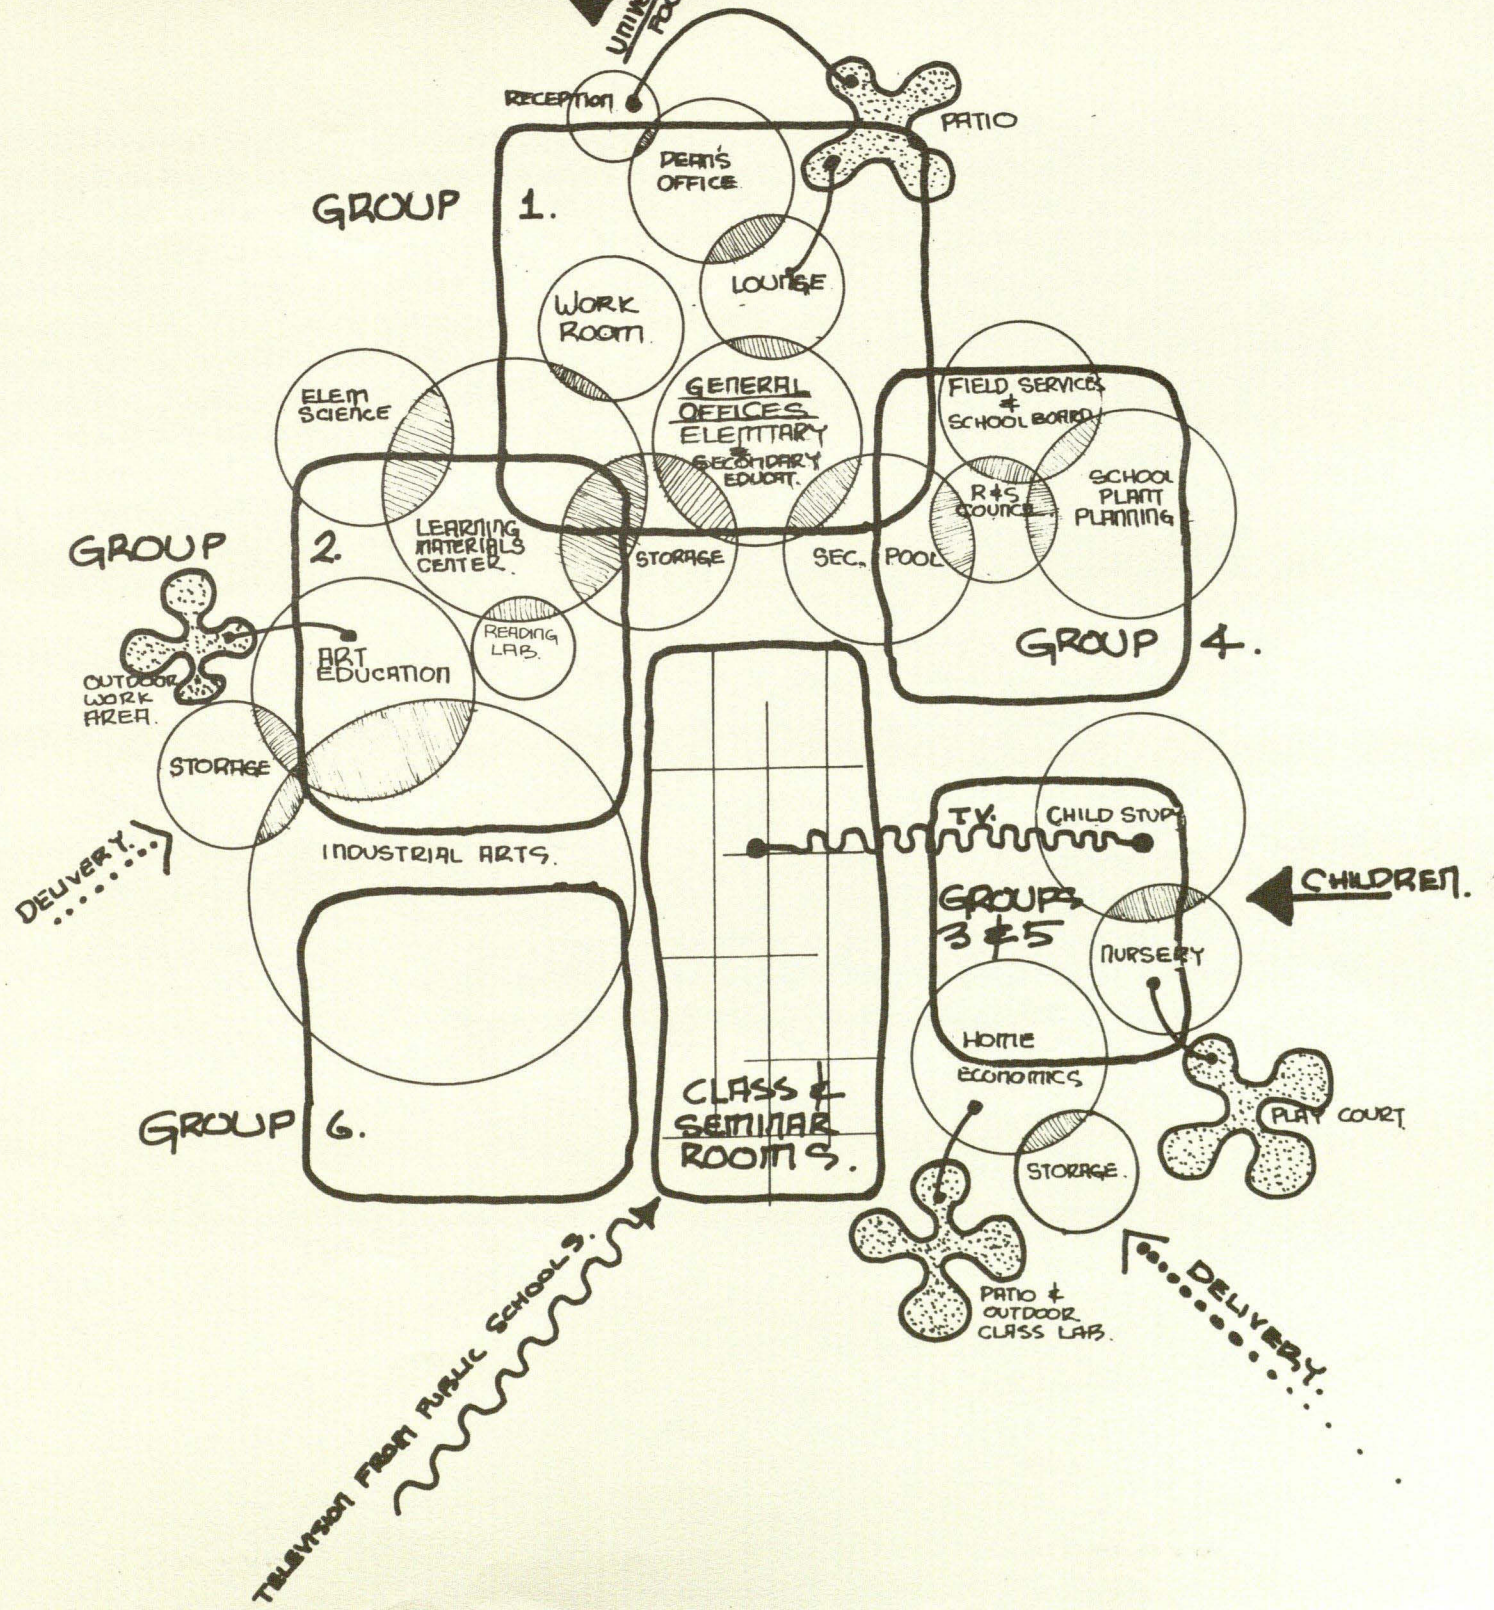 RECEPTION
PATIO
DEAN'S
OFFICE
GROUP 1.
LOUNGE
WORK
ROOM
GENERAL
OFFICES
ELEMTARY
&
SECONDARY
EDUCAT.
ELEM
SCIENCE
FIELD SERVICES
&
SCHOOL BOARD
SCHOOL
PLANT
PLANNING
R & S
COUNCIL
LEARNING
MATERIALS
CENTER.
GROUP 2.
STORAGE
SEC. POOL
READING
LAB.
GROUP 4.
ART
EDUCATION
OUTDOOR
WORK
AREA.
STORAGE
DELIVERY.
INDUSTRIAL ARTS.
T.V.
CHILD STUDY
CHILDREN.
GROUPS
3 & 5
NURSERY
HOME
ECONOMICS
PLAY COURT
CLASS &
SEMINAR
ROOMS.
GROUP 6.
STORAGE.
PATIO &
OUTDOOR
CLASS LAB.
DELIVERY.
TELEVISION FROM PUBLIC SCHOOLS.